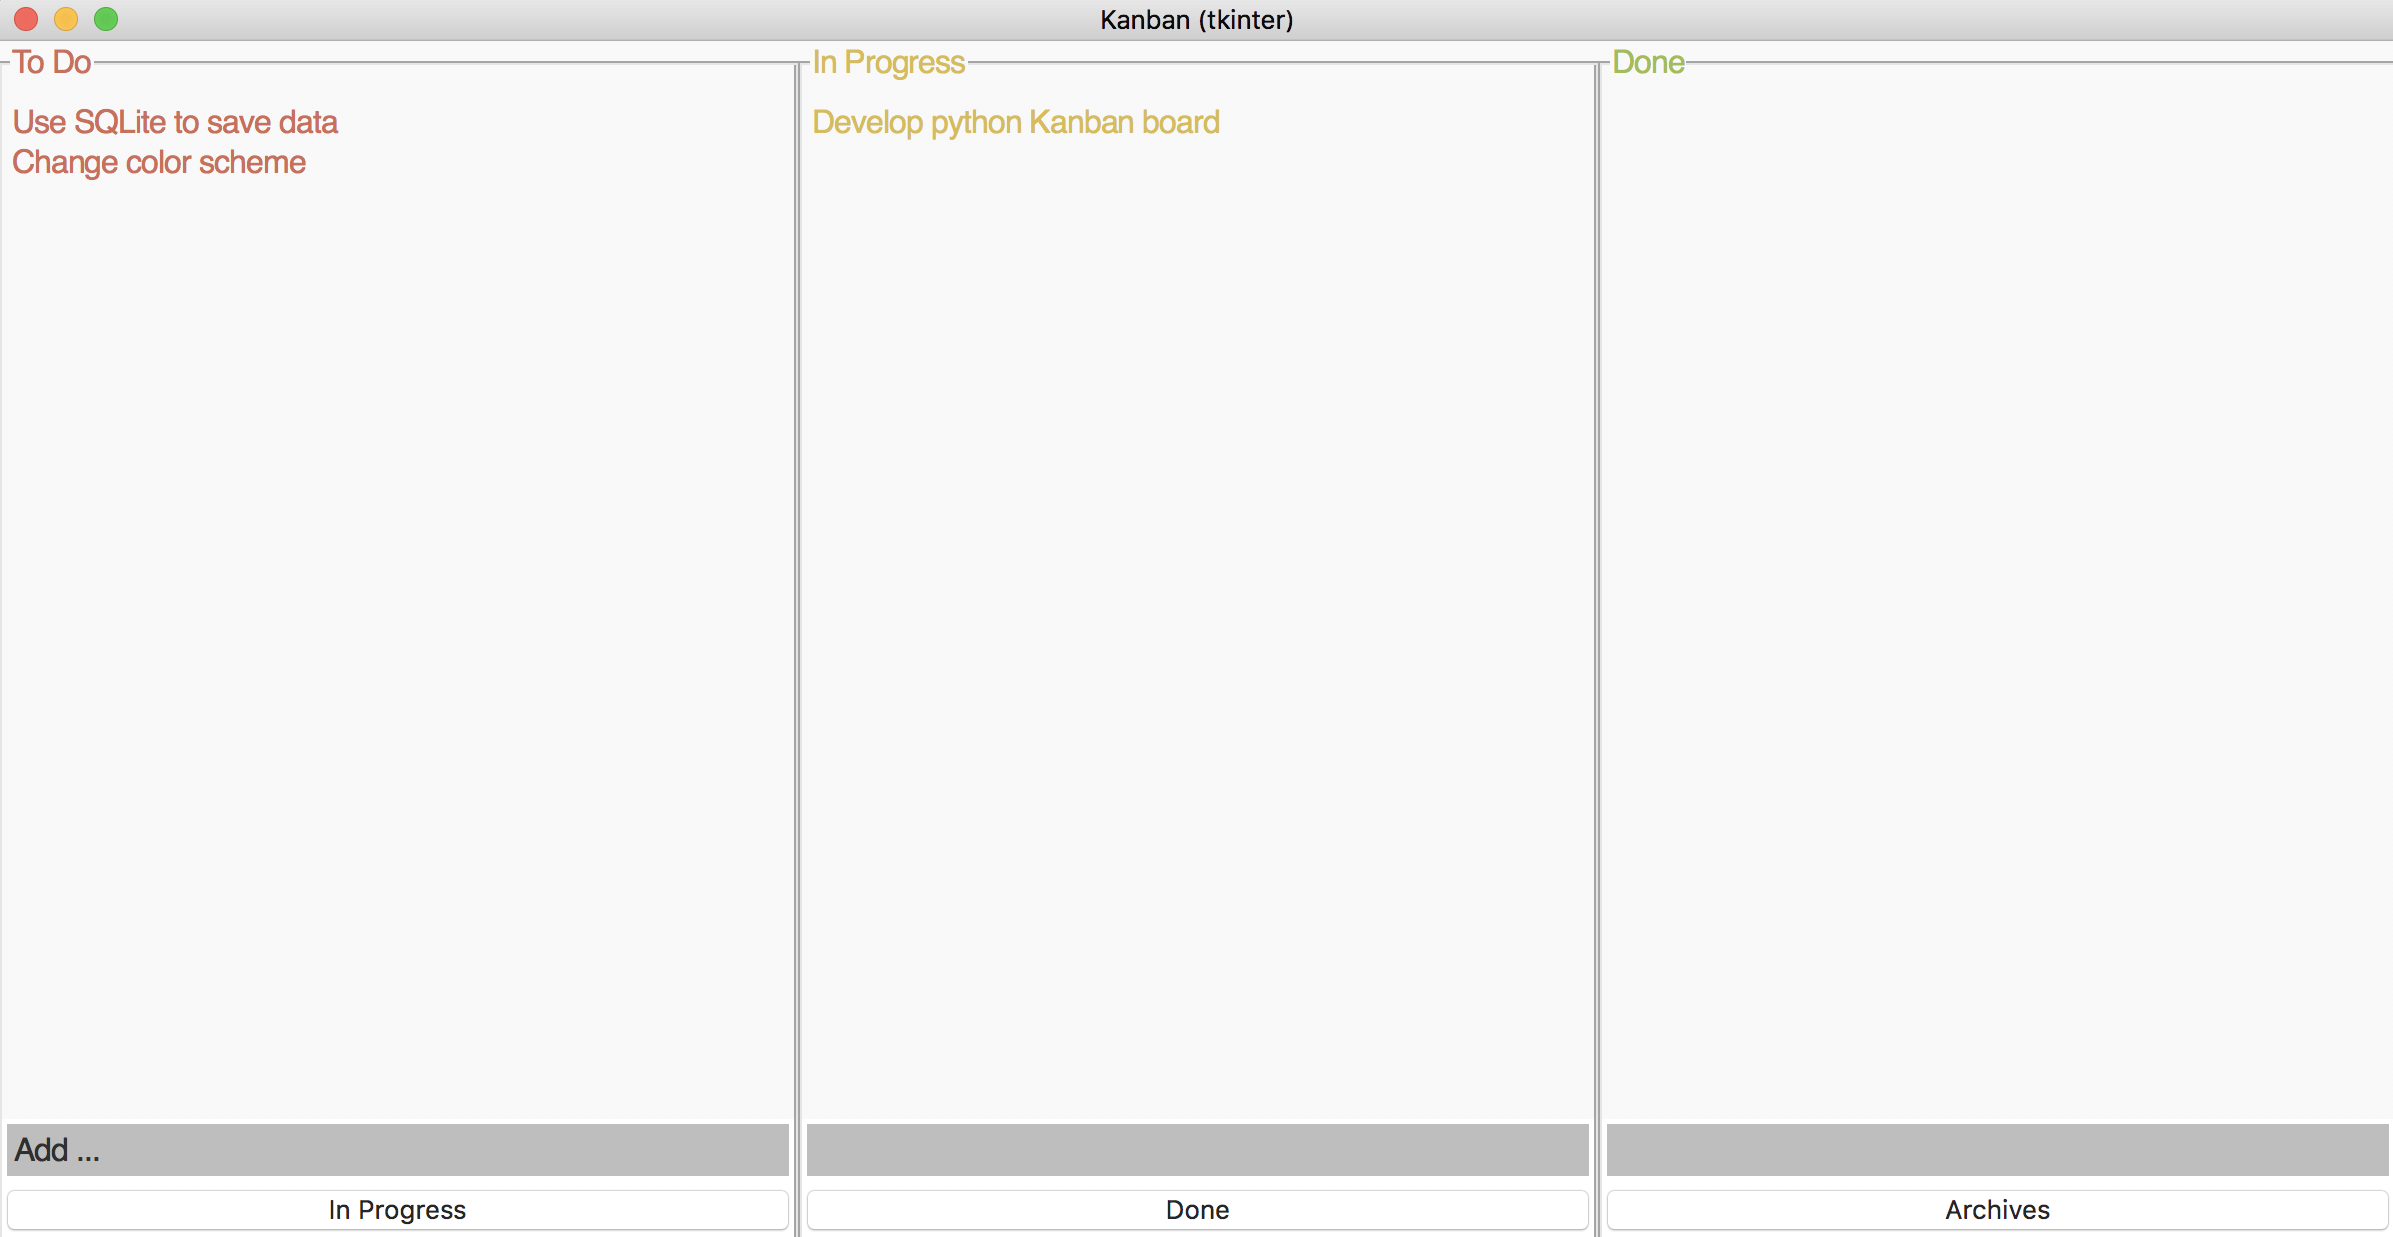 Kanban (tkinter)
To Do
Use SQLite to save data
Change color scheme
Add ...
In Progress
In Progress
Develop python Kanban board
Done
Done
Archives